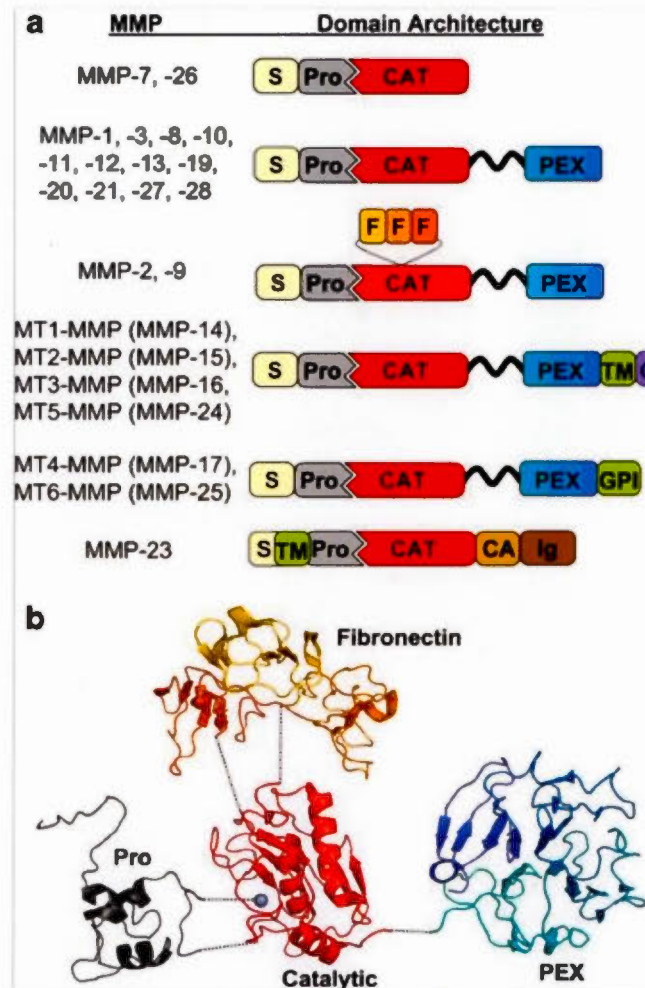 a
MMP Domain Architecture
MMP-7, -26
S Pro CAT
MMP-1, -3, -8, -10,
-11, -12, -13, -19,
-20, -21, -27, -28
S Pro CAT PEX
F F F
MMP-2, -9
S Pro CAT PEX
MT1-MMP (MMP-14),
MT2-MMP (MMP-15),
MT3-MMP (MMP-16,
MT5-MMP (MMP-24)
S Pro CAT PEX TM
MT4-MMP (MMP-17),
MT6-MMP (MMP-25)
S Pro CAT PEX GPI
MMP-23
S TM Pro CAT CA Ig
b
Fibronectin
Pro
Catalytic
PEX